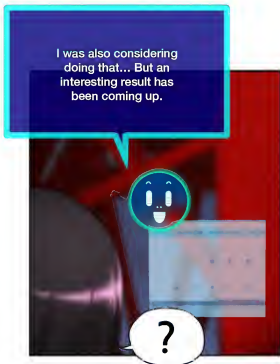 I was also considering
doing that... But an
interesting result has
been coming up.
?